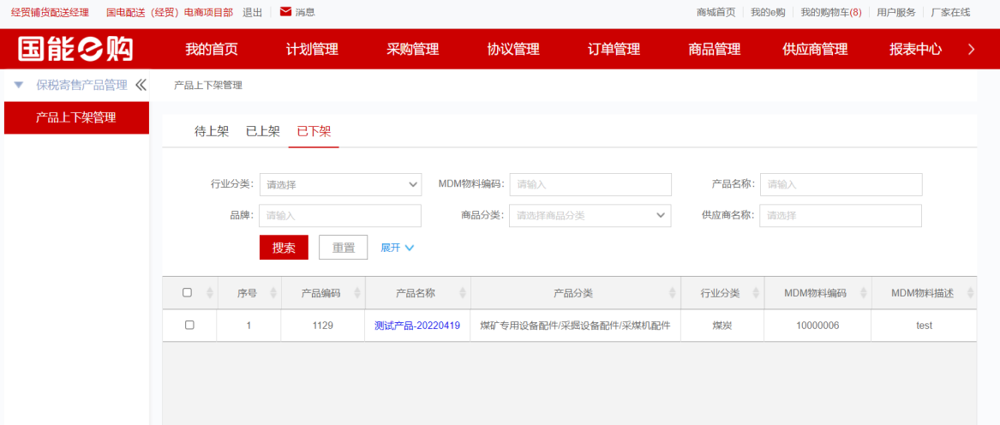 经贸铺货配送经理 国电配送（经贸）电商项目部 退出 消息 商城首页 我的e购 我的购物车(8) 用户服务 厂家在线
国能e购 我的首页 计划管理 采购管理 协议管理 订单管理 商品管理 供应商管理 报表中心
保税寄售产品管理 产品上下架管理
产品上下架管理
待上架 已上架 已下架
行业分类： 请选择 MDM物料编码： 请输入 产品名称： 请输入
品牌： 请输入 商品分类： 请选择商品分类 供应商名称： 请选择
搜索 重置 展开
序号 产品编码 产品名称 产品分类 行业分类 MDM物料编码 MDM物料描述
1 1129 测试产品-20220419 煤矿专用设备配件/采掘设备配件/采煤机配件 煤炭 10000006 test